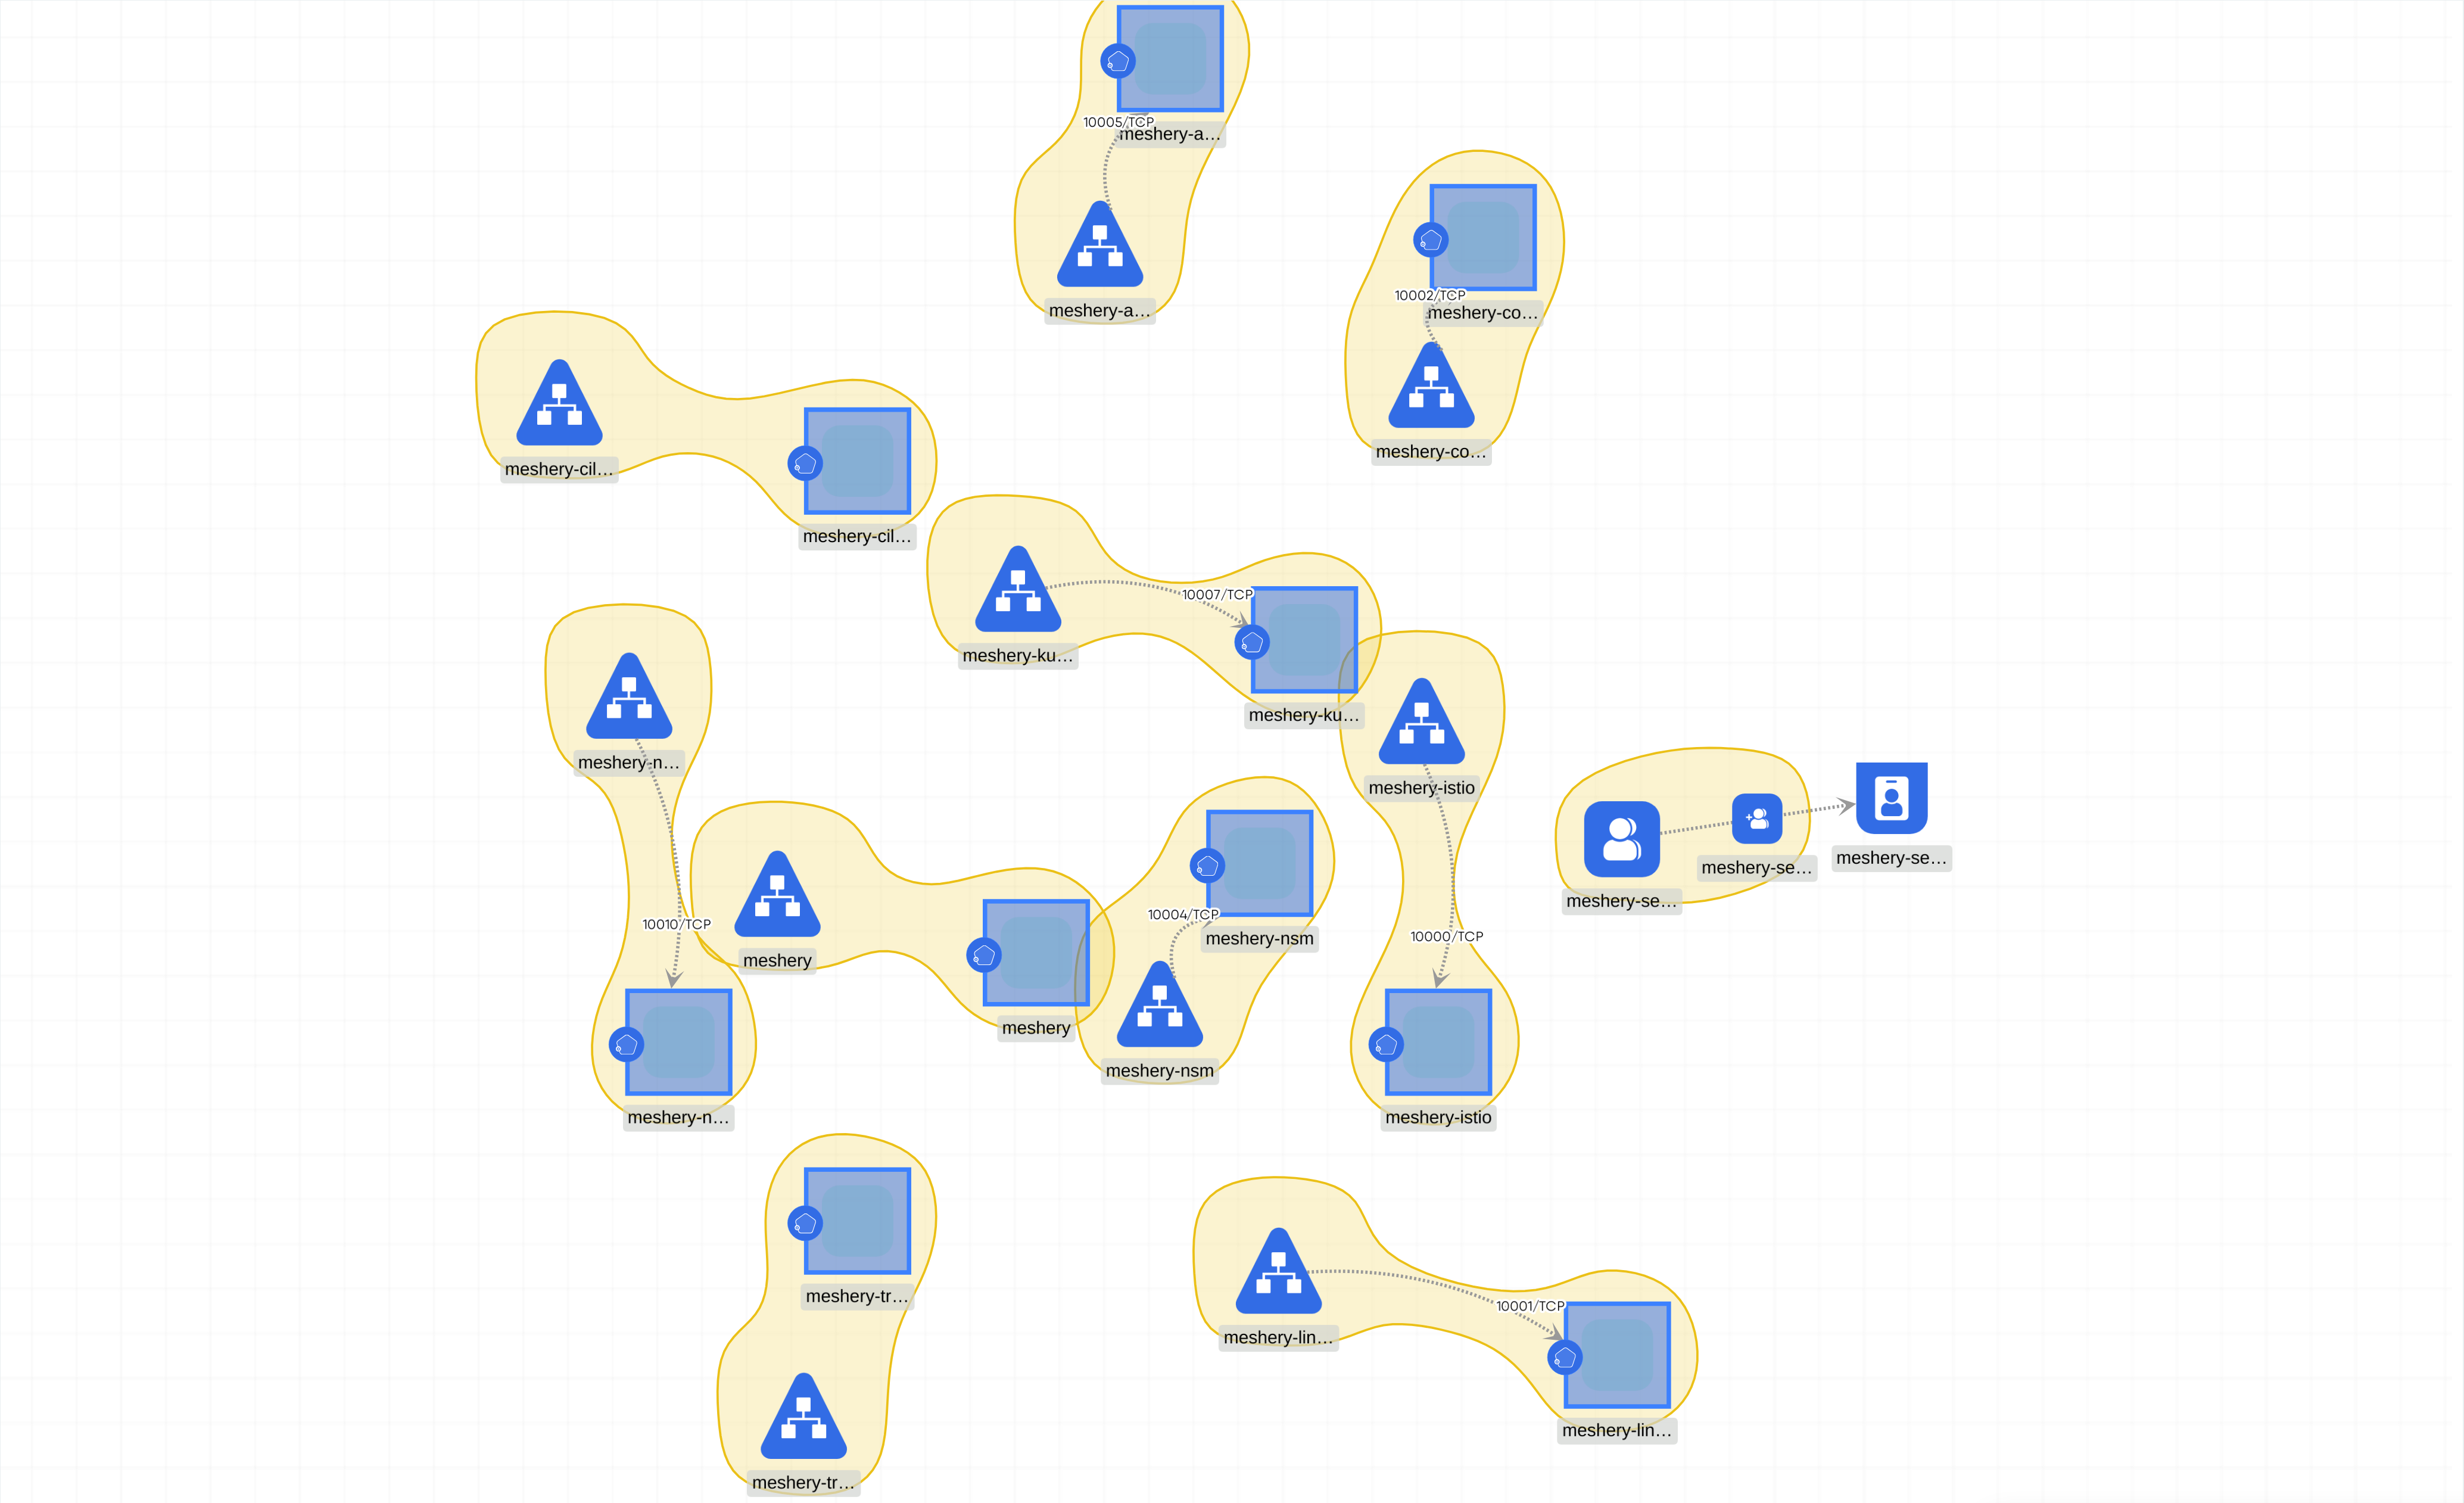 10005/TCP
meshery-a…
meshery-a…
10002/TCP
meshery-co…
meshery-co…
meshery-cil…
meshery-cil…
10007/TCP
meshery-ku…
meshery-ku…
meshery-n…
meshery-istio
meshery-se…
meshery-se…
meshery-se…
10010/TCP
10004/TCP
10000/TCP
meshery-nsm
meshery
meshery
meshery-nsm
meshery-n…
meshery-istio
meshery-tr…
10001/TCP
meshery-lin…
meshery-lin…
meshery-tr…